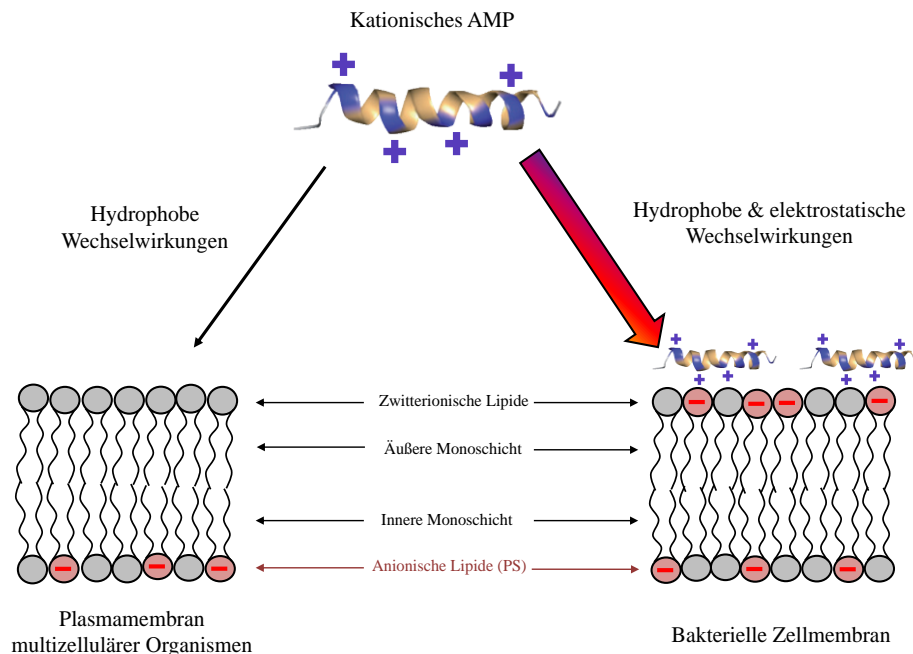 Kationisches AMP
Hydrophobe
Wechselwirkungen
Hydrophobe & elektrostatische
Wechselwirkungen
Zwitterionische Lipide
Äußere Monoschicht
Innere Monoschicht
Anionische Lipide (PS)
Plasmamembran
multizellulärer Organismen
Bakterielle Zellmembran